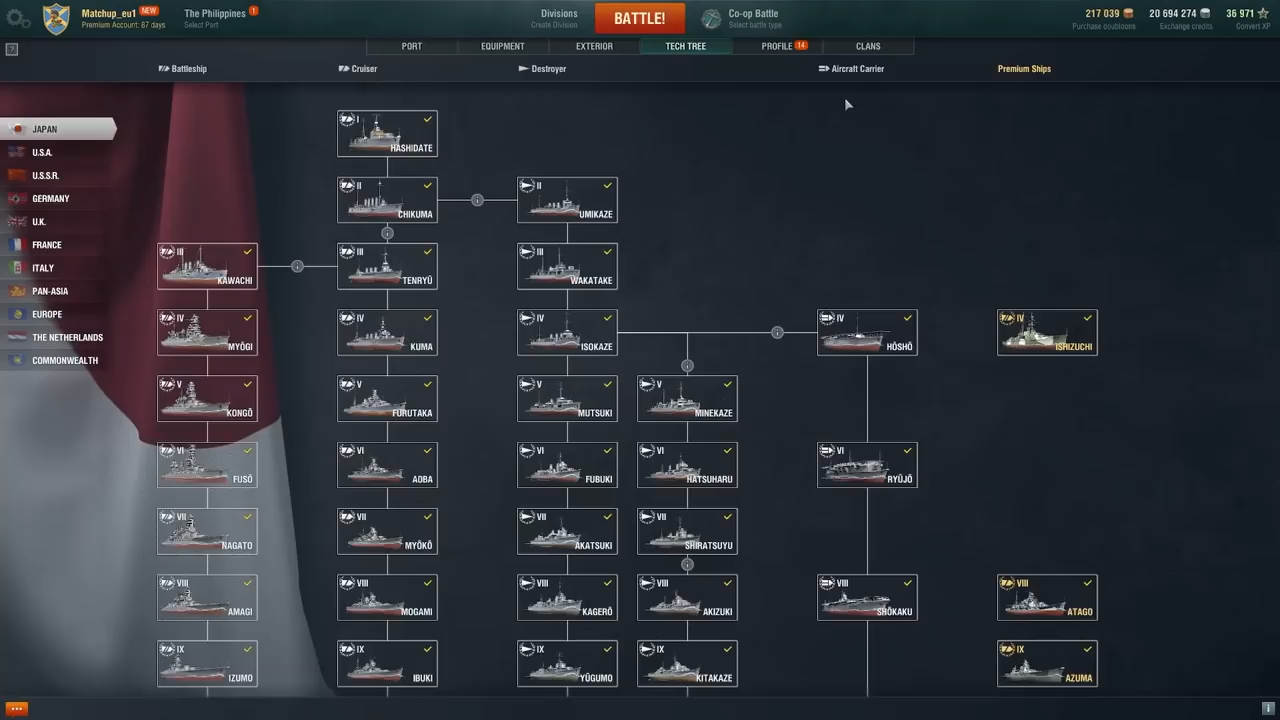 Matchup_eu1 NEW
Premium Account: 87 days
The Philippines 1
Select Port
Divisions
Create Division
BATTLE!
Co-op Battle
Select battle type
217 039
Purchase doubloons
20 694 274
Exchange credits
36 971
Convert XP
?
PORT
EQUIPMENT
EXTERIOR
TECH TREE
PROFILE 14
CLANS
Battleship
Cruiser
Destroyer
Aircraft Carrier
Premium Ships
JAPAN
U.S.A.
U.S.S.R.
GERMANY
U.K.
FRANCE
ITALY
PAN-ASIA
EUROPE
THE NETHERLANDS
COMMONWEALTH
I HASHIDATE
II CHIKUMA
II UMIKAZE
III KAWACHI
III TENRYŪ
III WAKATAKE
IV MYŌGI
IV KUMA
IV ISOKAZE
IV HŌSHŌ
IV ISHIZUCHI
V KONGŌ
V FURUTAKA
V MUTSUKI
V MINEKAZE
VI FUSŌ
VI AOBA
VI FUBUKI
VI HATSUHARU
VI RYŪJŌ
VII NAGATO
VII MYŌKŌ
VII AKATSUKI
VII SHIRATSUYU
VIII AMAGI
VIII MOGAMI
VIII KAGERŌ
VIII AKIZUKI
VIII SHŌKAKU
VIII ATAGO
IX IZUMO
IX IBUKI
IX YŪGUMO
IX KITAKAZE
IX AZUMA